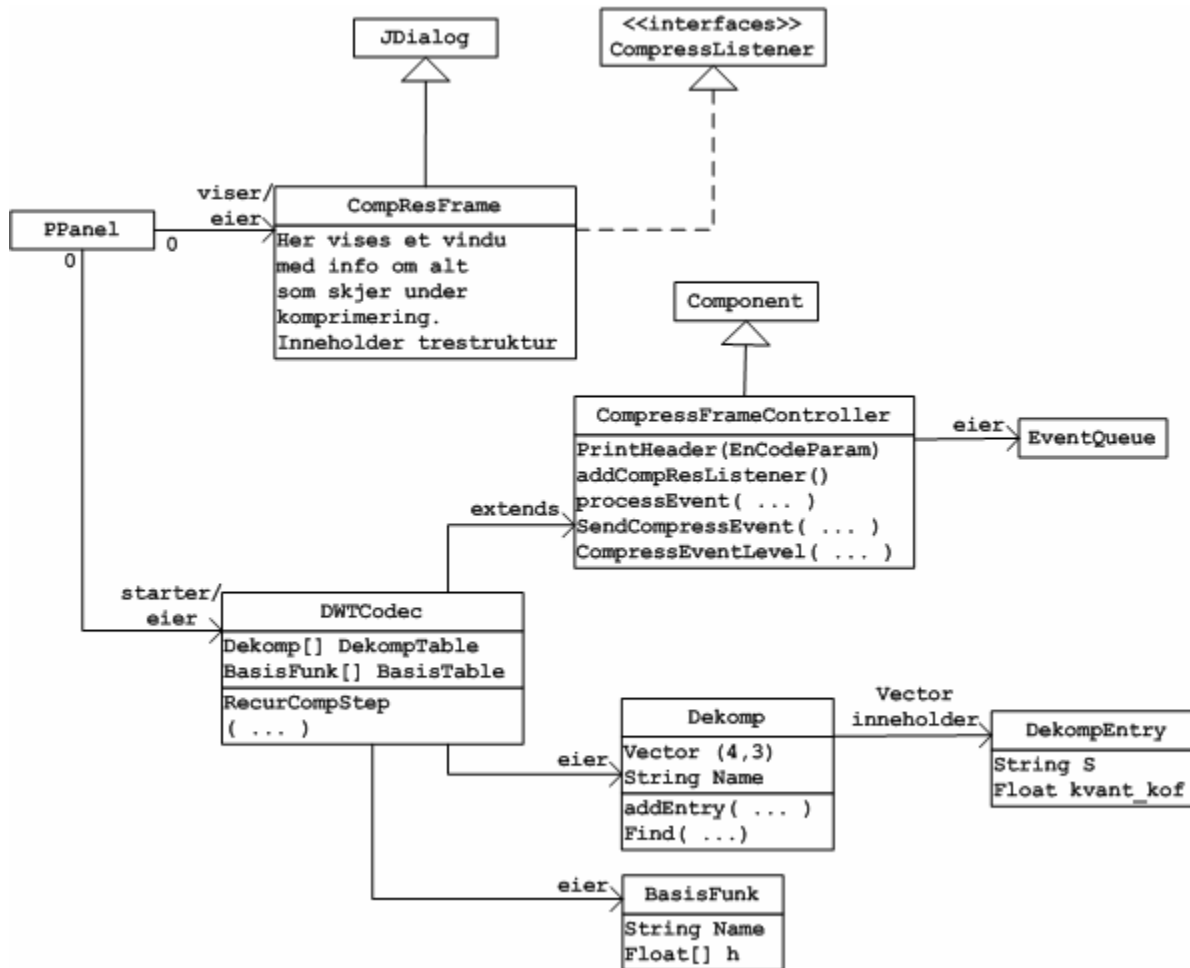 JDialog
<<interfaces>>
CompressListener
viser/
eier
PPanel
0
0
CompResFrame
Her vises et vindu
med info om alt
som skjer under
komprimering.
Inneholder trestruktur
Component
CompressFrameController
PrintHeader(EnCodeParam)
addCompResListener()
processEvent( ... )
SendCompressEvent( ... )
CompressEventLevel( ... )
eier
EventQueue
extends
starter/
eier
DWTCodec
Dekomp[] DekompTable
BasisFunk[] BasisTable
RecurCompStep
( ... )
eier
Dekomp
Vector (4,3)
String Name
addEntry( ... )
Find( ...)
Vector
inneholder
DekompEntry
String S
Float kvant_kof
eier
BasisFunk
String Name
Float[] h